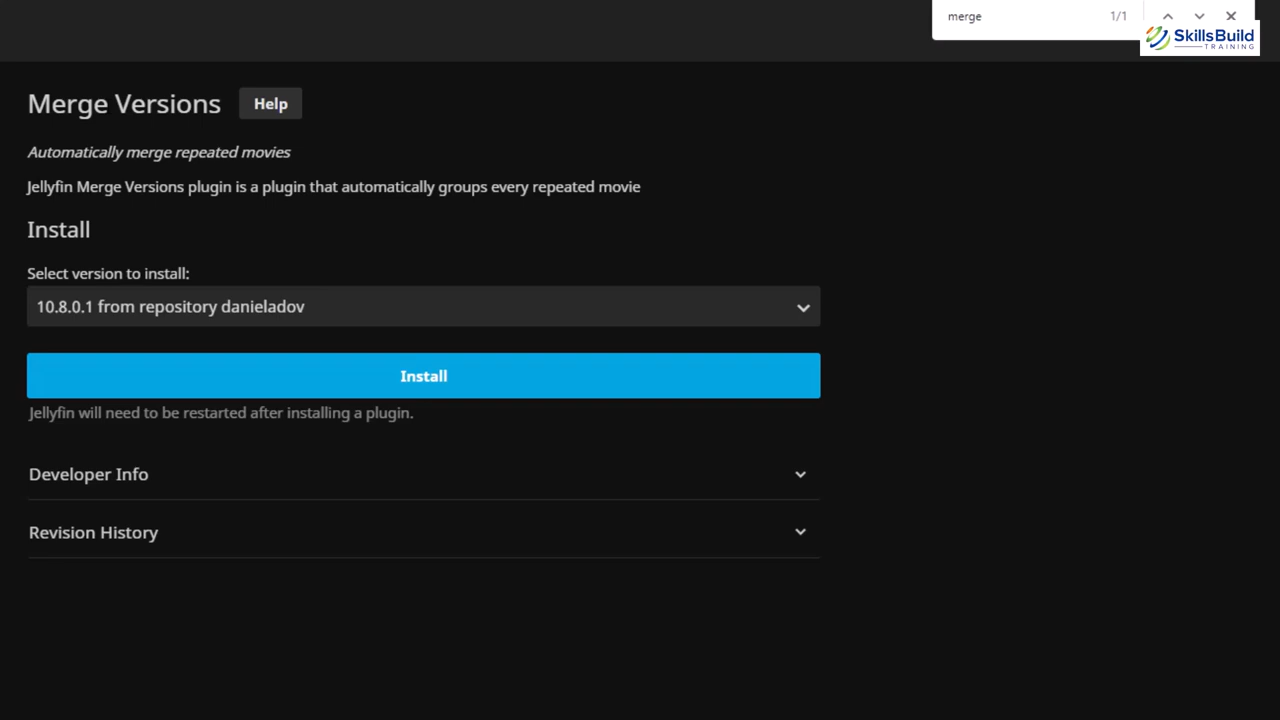 merge 1/1
SkillsBuild
TRAINING
Merge Versions Help
Automatically merge repeated movies
Jellyfin Merge Versions plugin is a plugin that automatically groups every repeated movie
Install
Select version to install:
10.8.0.1 from repository danieladov
Install
Jellyfin will need to be restarted after installing a plugin.
Developer Info
Revision History